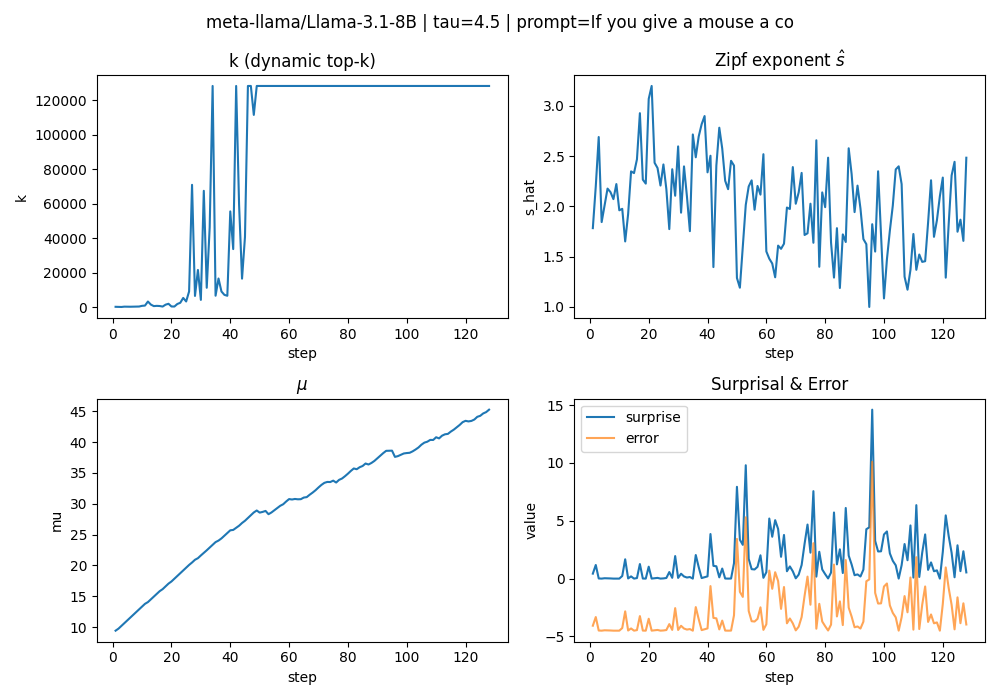 meta-llama/Llama-3.1-8B | tau=4.5 | prompt=If you give a mouse a co
k (dynamic top-k)
k
120000
100000
80000
60000
40000
20000
0
0 20 40 60 80 100 120
step
Zipf exponent ŝ
s_hat
3.0
2.5
2.0
1.5
1.0
0 20 40 60 80 100 120
step
μ
mu
45
40
35
30
25
20
15
10
0 20 40 60 80 100 120
step
Surprisal & Error
surprise
error
value
15
10
5
0
−5
0 20 40 60 80 100 120
step